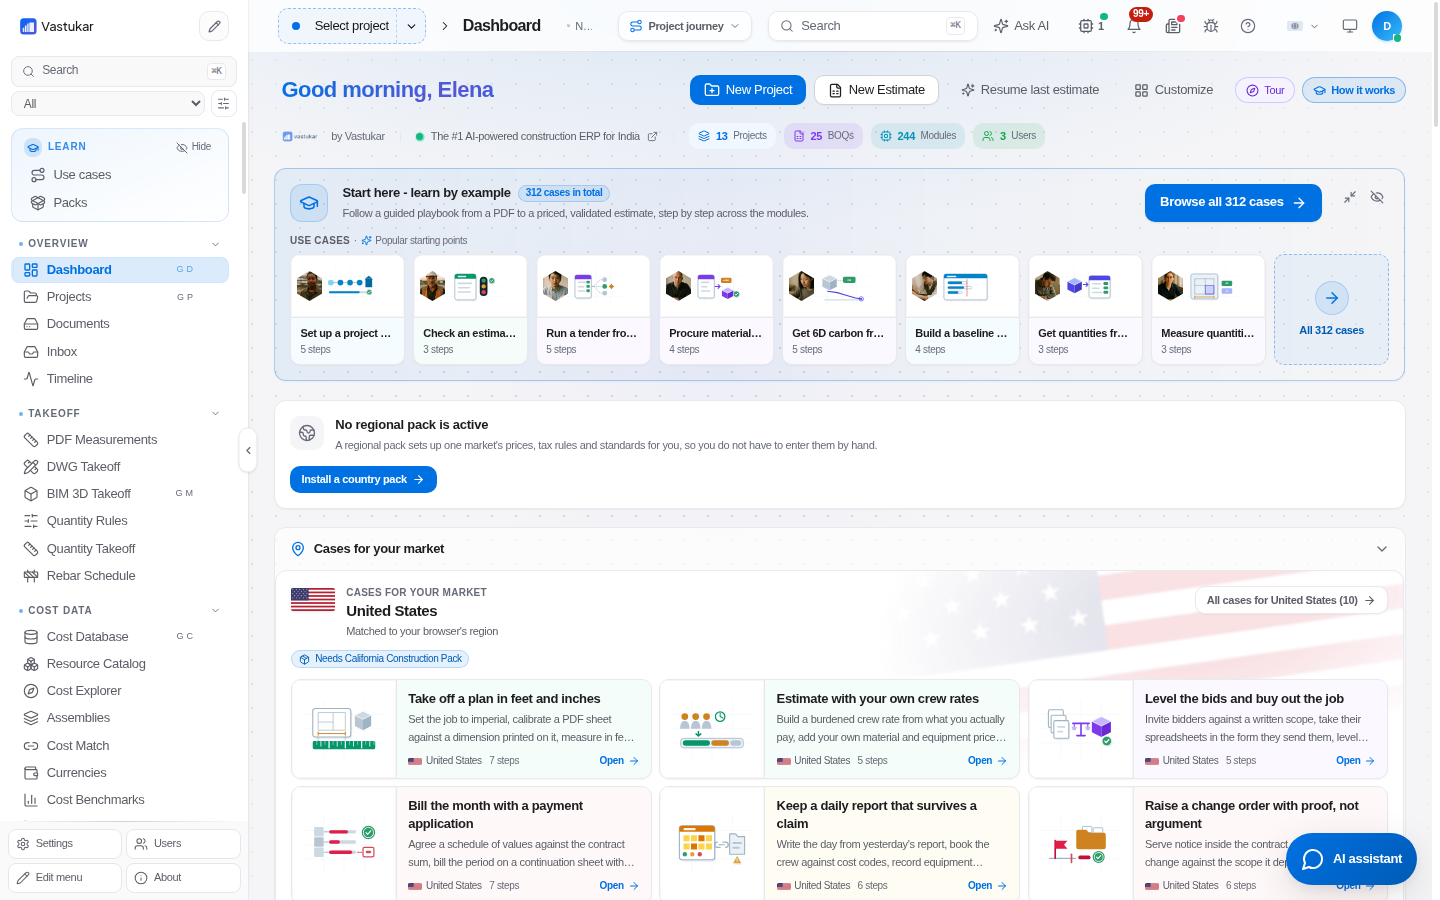 Vastukar
Search
⌘K
All
LEARN
Hide
Use cases
Packs
OVERVIEW
Dashboard
G D
Projects
G P
Documents
Inbox
Timeline
TAKEOFF
PDF Measurements
DWG Takeoff
BIM 3D Takeoff
G M
Quantity Rules
Quantity Takeoff
Rebar Schedule
COST DATA
Cost Database
G C
Resource Catalog
Cost Explorer
Assemblies
Cost Match
Currencies
Cost Benchmarks
Settings
Users
Edit menu
About
Select project
Dashboard
N...
Project journey
Search
⌘K
Ask AI
1
99+
D
Good morning, Elena
New Project
New Estimate
Resume last estimate
Customize
Tour
How it works
vastukar
by Vastukar
The #1 AI-powered construction ERP for India
13 Projects
25 BOQs
244 Modules
3 Users
Start here - learn by example
312 cases in total
Follow a guided playbook from a PDF to a priced, validated estimate, step by step across the modules.
Browse all 312 cases
USE CASES · Popular starting points
Set up a project ...
5 steps
Check an estima...
3 steps
Run a tender fro...
5 steps
Procure material...
4 steps
Get 6D carbon fr...
5 steps
Build a baseline ...
4 steps
Get quantities fr...
3 steps
Measure quantiti...
3 steps
All 312 cases
No regional pack is active
A regional pack sets up one market's prices, tax rules and standards for you, so you do not have to enter them by hand.
Install a country pack
Cases for your market
CASES FOR YOUR MARKET
United States
Matched to your browser's region
All cases for United States (10)
Needs California Construction Pack
Take off a plan in feet and inches
Set the job to imperial, calibrate a PDF sheet
against a dimension printed on it, measure in fe...
United States 7 steps
Open
Estimate with your own crew rates
Build a burdened crew rate from what you actually
pay, add your own material and equipment price...
United States 5 steps
Open
Level the bids and buy out the job
Invite bidders against a written scope, take their
spreadsheets in the form they send them, level...
United States 5 steps
Open
Bill the month with a payment
application
Agree a schedule of values against the contract
sum, bill the period on a continuation sheet with...
United States 7 steps
Open
Keep a daily report that survives a
claim
Write the day from yesterday's report, book the
crew against cost codes, record equipment...
United States 6 steps
Open
Raise a change order with proof, not
argument
Serve notice inside the contract
change against the scope it
United States 6 steps
Open
AI assistant